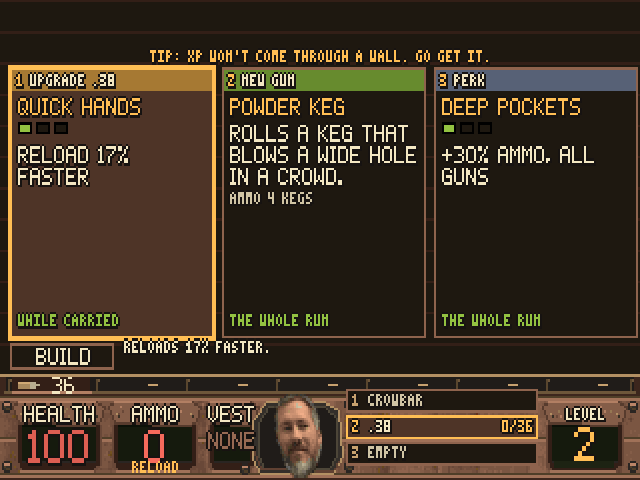 TIP: XP WON'T COME THROUGH A WALL. GO GET IT.
1 UPGRADE .38
QUICK HANDS
RELOAD 17%
FASTER
WHILE CARRIED
2 NEW GUN
POWDER KEG
ROLLS A KEG THAT
BLOWS A WIDE HOLE
IN A CROWD.
AMMO 4 KEGS
THE WHOLE RUN
3 PERK
DEEP POCKETS
+30% AMMO, ALL
GUNS
THE WHOLE RUN
BUILD
RELOADS 17% FASTER.
36
HEALTH
100
AMMO
0
RELOAD
VEST
NONE
1 CROWBAR
2 .38 0/36
3 EMPTY
LEVEL
2